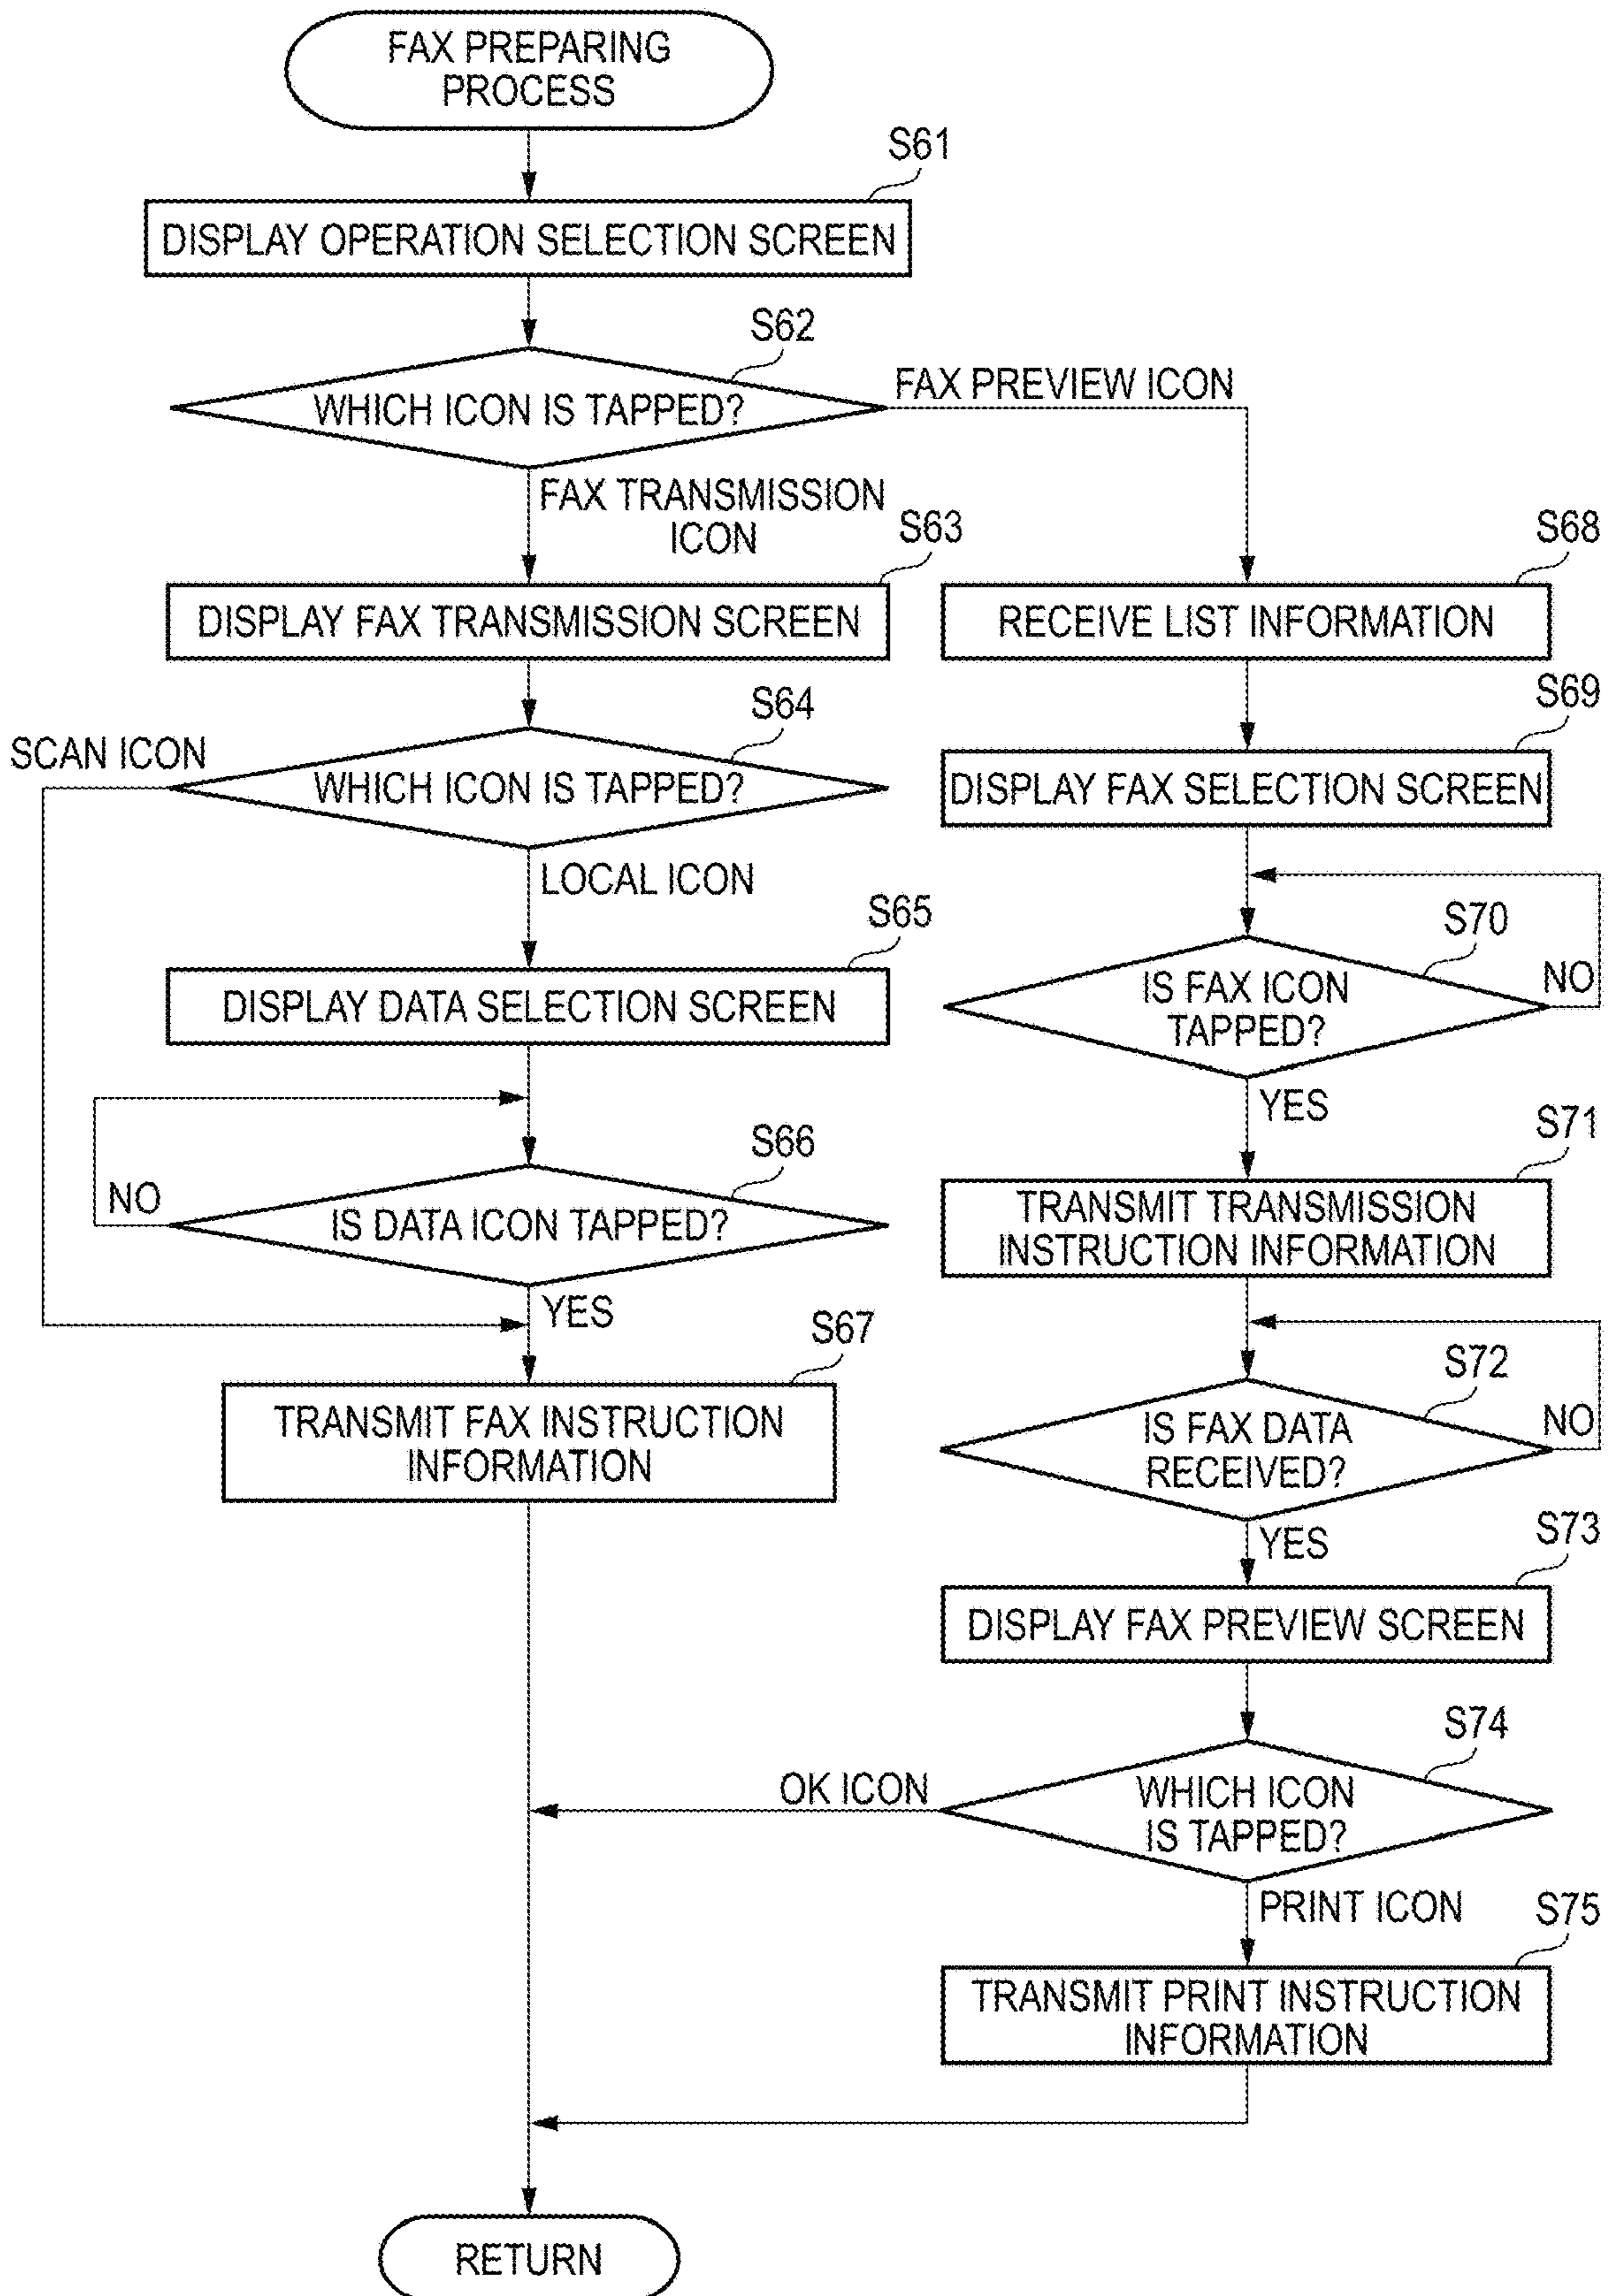 FAX PREPARING
PROCESS
S61
DISPLAY OPERATION SELECTION SCREEN
S62
WHICH ICON IS TAPPED?
FAX PREVIEW ICON
FAX TRANSMISSION
ICON
S63
DISPLAY FAX TRANSMISSION SCREEN
S64
SCAN ICON
WHICH ICON IS TAPPED?
LOCAL ICON
S65
DISPLAY DATA SELECTION SCREEN
S66
NO
IS DATA ICON TAPPED?
YES
S67
TRANSMIT FAX INSTRUCTION
INFORMATION
S68
RECEIVE LIST INFORMATION
S69
DISPLAY FAX SELECTION SCREEN
S70
IS FAX ICON
TAPPED?
NO
YES
S71
TRANSMIT TRANSMISSION
INSTRUCTION INFORMATION
S72
IS FAX DATA
RECEIVED?
NO
YES
S73
DISPLAY FAX PREVIEW SCREEN
S74
OK ICON
WHICH ICON
IS TAPPED?
PRINT ICON
S75
TRANSMIT PRINT INSTRUCTION
INFORMATION
RETURN